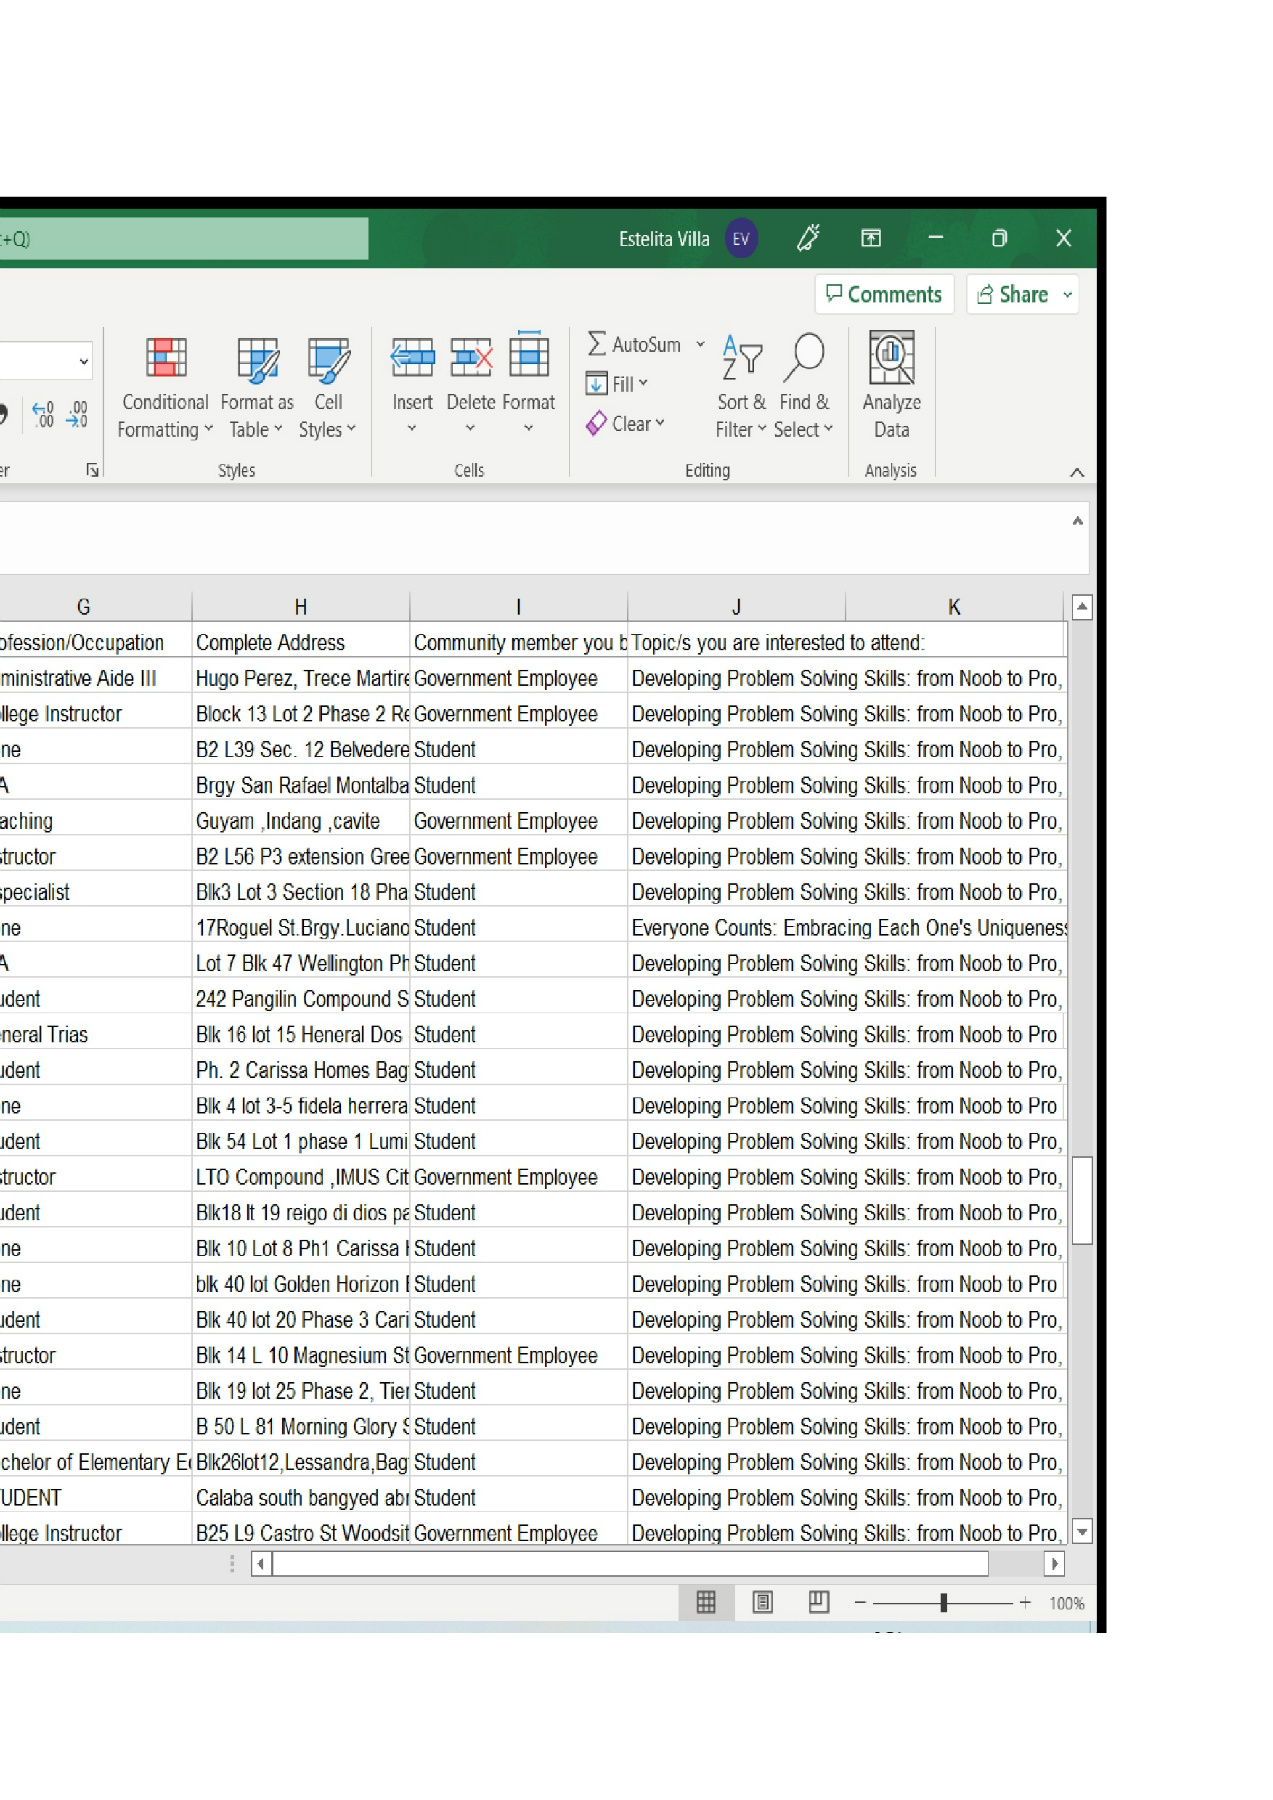 +Q) Estelita Villa EV
Comments Share
AutoSum
Fill
Clear
Conditional Formatting Format as Table Cell Styles Insert Delete Format Sort & Filter Find & Select Analyze Data
Styles Cells Editing Analysis
G H I J K
ofession/Occupation Complete Address Community member you b Topic/s you are interested to attend:
ministrative Aide III Hugo Perez, Trece Martire Government Employee Developing Problem Solving Skills: from Noob to Pro,
llege Instructor Block 13 Lot 2 Phase 2 Re Government Employee Developing Problem Solving Skills: from Noob to Pro,
ne B2 L39 Sec. 12 Belvedere Student Developing Problem Solving Skills: from Noob to Pro,
A Brgy San Rafael Montalba Student Developing Problem Solving Skills: from Noob to Pro,
aching Guyam ,Indang ,cavite Government Employee Developing Problem Solving Skills: from Noob to Pro,
structor B2 L56 P3 extension Gree Government Employee Developing Problem Solving Skills: from Noob to Pro,
specialist Blk3 Lot 3 Section 18 Pha Student Developing Problem Solving Skills: from Noob to Pro,
ne 17Roguel St.Brgy.Luciano Student Everyone Counts: Embracing Each One's Uniqueness
A Lot 7 Blk 47 Wellington Ph Student Developing Problem Solving Skills: from Noob to Pro,
udent 242 Pangilin Compound S Student Developing Problem Solving Skills: from Noob to Pro,
eneral Trias Blk 16 lot 15 Heneral Dos Student Developing Problem Solving Skills: from Noob to Pro
udent Ph. 2 Carissa Homes Bag Student Developing Problem Solving Skills: from Noob to Pro,
ne Blk 4 lot 3-5 fidela herrera Student Developing Problem Solving Skills: from Noob to Pro
udent Blk 54 Lot 1 phase 1 Lumi Student Developing Problem Solving Skills: from Noob to Pro,
structor LTO Compound ,IMUS Cit Government Employee Developing Problem Solving Skills: from Noob to Pro,
udent Blk18 lt 19 reigo di dios pa Student Developing Problem Solving Skills: from Noob to Pro,
ne Blk 10 Lot 8 Ph1 Carissa Student Developing Problem Solving Skills: from Noob to Pro,
ne blk 40 lot Golden Horizon Student Developing Problem Solving Skills: from Noob to Pro
udent Blk 40 lot 20 Phase 3 Cari Student Developing Problem Solving Skills: from Noob to Pro,
structor Blk 14 L 10 Magnesium St Government Employee Developing Problem Solving Skills: from Noob to Pro,
ne Blk 19 lot 25 Phase 2, Tier Student Developing Problem Solving Skills: from Noob to Pro,
udent B 50 L 81 Morning Glory S Student Developing Problem Solving Skills: from Noob to Pro,
chelor of Elementary Ed Blk26lot12,Lessandra,Bag Student Developing Problem Solving Skills: from Noob to Pro,
UDENT Calaba south bangyed abr Student Developing Problem Solving Skills: from Noob to Pro,
llege Instructor B25 L9 Castro St Woodsit Government Employee Developing Problem Solving Skills: from Noob to Pro,
100%